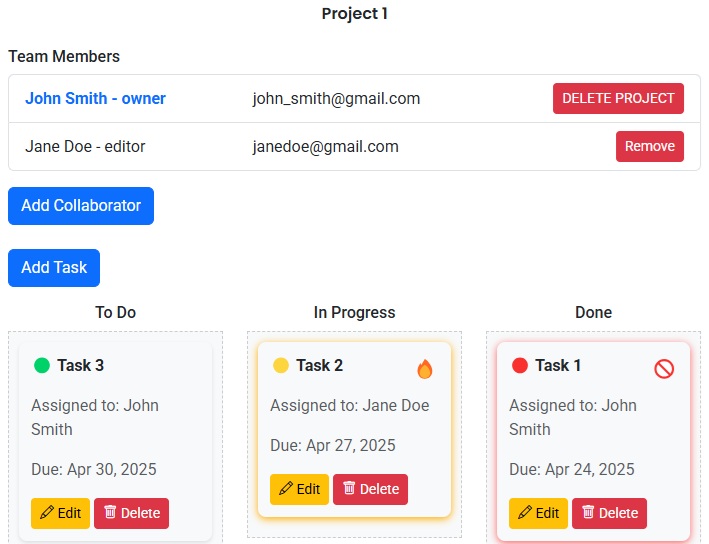 Project 1
Team Members
John Smith - owner john_smith@gmail.com DELETE PROJECT
Jane Doe - editor janedoe@gmail.com Remove
Add Collaborator
Add Task
To Do
Task 3
Assigned to: John
Smith
Due: Apr 30, 2025
Edit Delete
In Progress
Task 2
Assigned to: Jane Doe
Due: Apr 27, 2025
Edit Delete
Done
Task 1
Assigned to: John
Smith
Due: Apr 24, 2025
Edit Delete